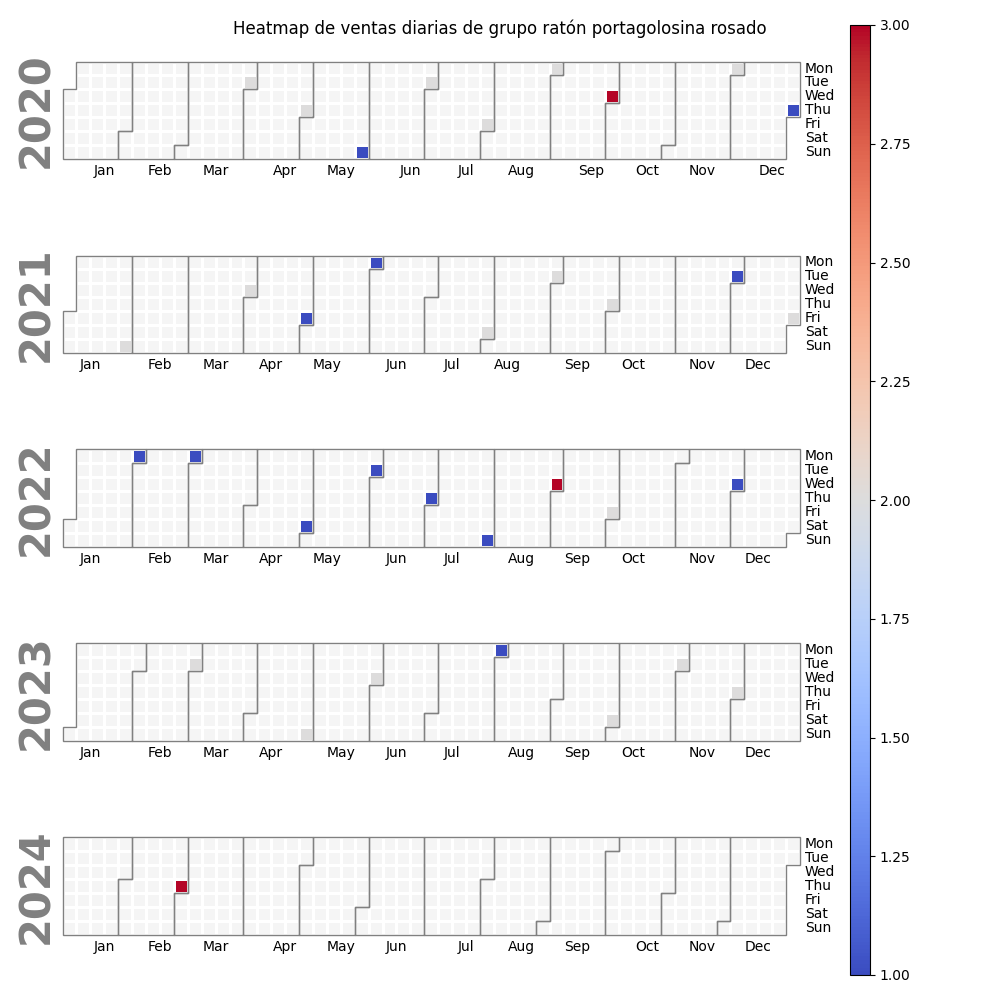 Heatmap de ventas diarias de grupo ratón portagolosina rosado
2020
Mon
Tue
Wed
Thu
Fri
Sat
Sun
Jan Feb Mar Apr May Jun Jul Aug Sep Oct Nov Dec
2021
Mon
Tue
Wed
Thu
Fri
Sat
Sun
Jan Feb Mar Apr May Jun Jul Aug Sep Oct Nov Dec
2022
Mon
Tue
Wed
Thu
Fri
Sat
Sun
Jan Feb Mar Apr May Jun Jul Aug Sep Oct Nov Dec
2023
Mon
Tue
Wed
Thu
Fri
Sat
Sun
Jan Feb Mar Apr May Jun Jul Aug Sep Oct Nov Dec
2024
Mon
Tue
Wed
Thu
Fri
Sat
Sun
Jan Feb Mar Apr May Jun Jul Aug Sep Oct Nov Dec
3.00
2.75
2.50
2.25
2.00
1.75
1.50
1.25
1.00